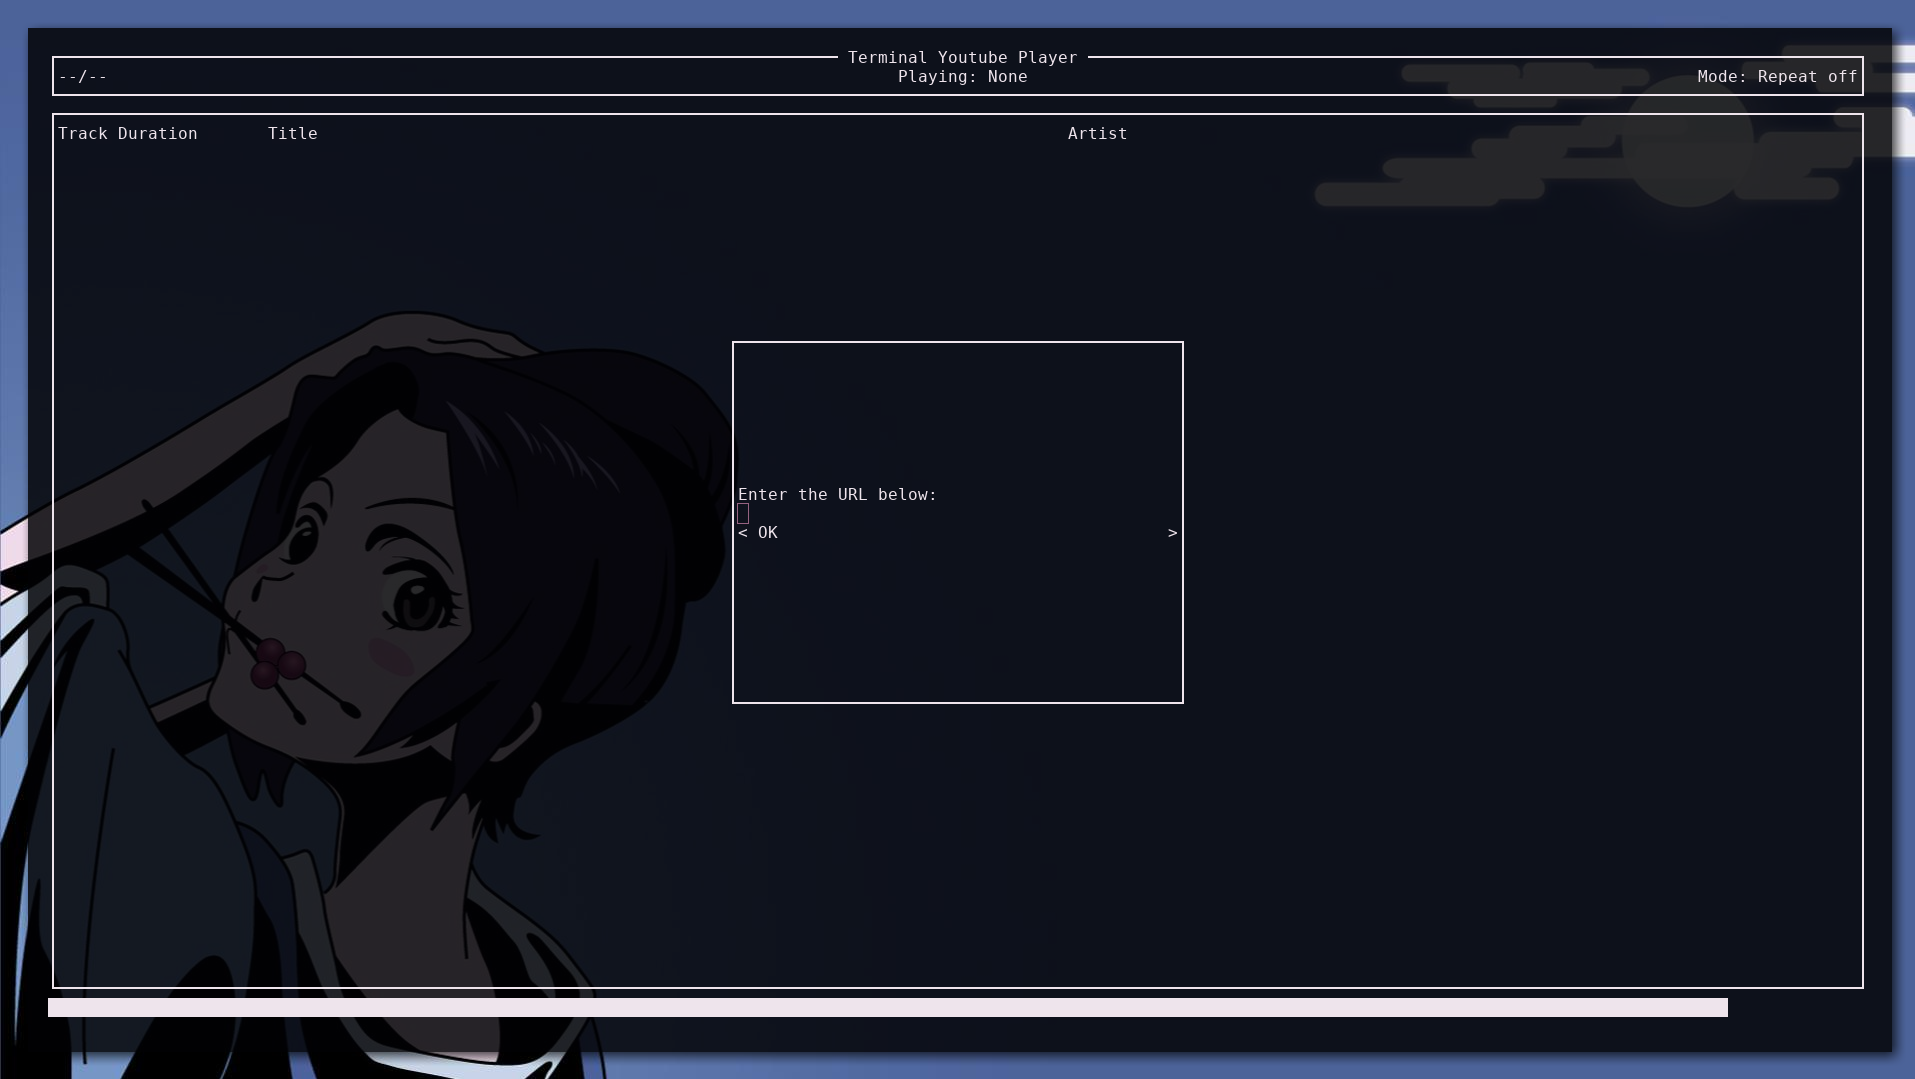 Terminal Youtube Player
--/-- Playing: None Mode: Repeat off
Track Duration Title Artist
Enter the URL below:
< OK >